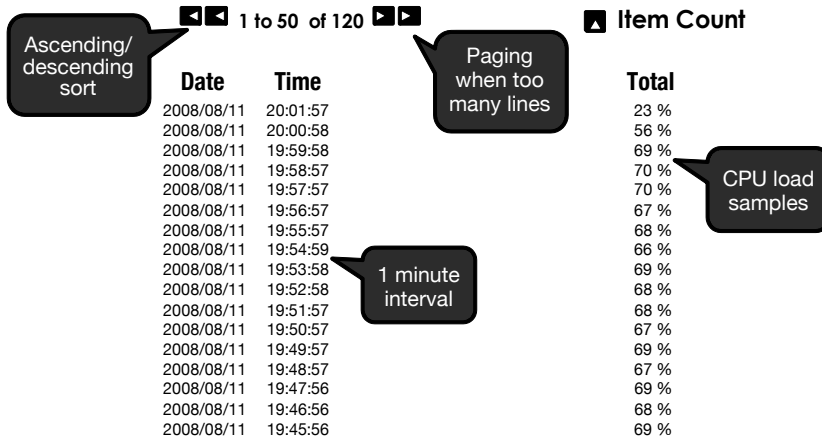 1 to 50 of 120
Item Count
Ascending/
descending
sort
Paging
when too
many lines
Date Time Total
2008/08/11 20:01:57 23 %
2008/08/11 20:00:58 56 %
2008/08/11 19:59:58 69 %
2008/08/11 19:58:57 70 %
2008/08/11 19:57:57 70 %
2008/08/11 19:56:57 67 %
2008/08/11 19:55:57 68 %
2008/08/11 19:54:59 66 %
2008/08/11 19:53:58 69 %
2008/08/11 19:52:58 68 %
2008/08/11 19:51:57 68 %
2008/08/11 19:50:57 67 %
2008/08/11 19:49:57 69 %
2008/08/11 19:48:57 67 %
2008/08/11 19:47:56 69 %
2008/08/11 19:46:56 68 %
2008/08/11 19:45:56 69 %
CPU load
samples
1 minute
interval